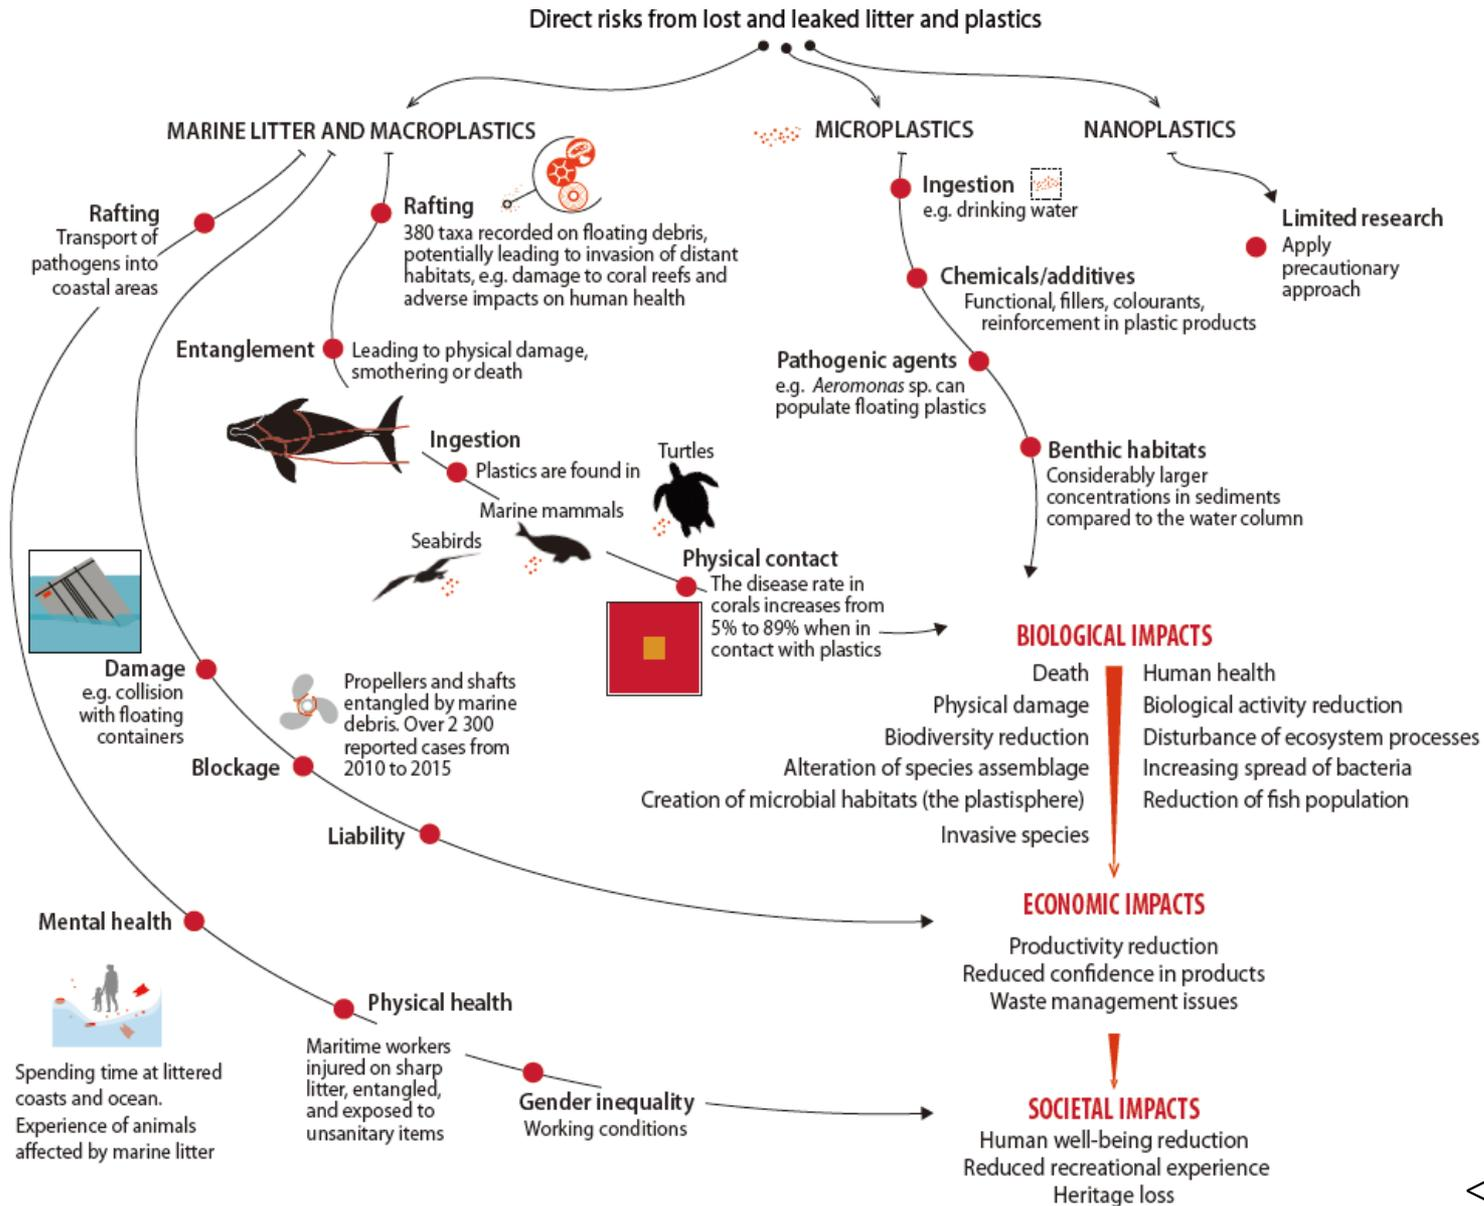 Direct risks from lost and leaked litter and plastics
MARINE LITTER AND MACROPLASTICS
MICROPLASTICS
NANOPLASTICS
Rafting
Transport of
pathogens into
coastal areas
Rafting
380 taxa recorded on floating debris,
potentially leading to invasion of distant
habitats, e.g. damage to coral reefs and
adverse impacts on human health
Entanglement
Leading to physical damage,
smothering or death
Ingestion
Plastics are found in
Turtles
Marine mammals
Seabirds
Physical contact
The disease rate in
corals increases from
5% to 89% when in
contact with plastics
Ingestion
e.g. drinking water
Chemicals/additives
Functional, fillers, colourants,
reinforcement in plastic products
Pathogenic agents
e.g. Aeromonas sp. can
populate floating plastics
Benthic habitats
Considerably larger
concentrations in sediments
compared to the water column
Limited research
Apply
precautionary
approach
Damage
e.g. collision
with floating
containers
Propellers and shafts
entangled by marine
debris. Over 2 300
reported cases from
2010 to 2015
Blockage
Liability
Mental health
Spending time at littered
coasts and ocean.
Experience of animals
affected by marine litter
Physical health
Maritime workers
injured on sharp
litter, entangled,
and exposed to
unsanitary items
Gender inequality
Working conditions
BIOLOGICAL IMPACTS
Death
Physical damage
Biodiversity reduction
Alteration of species assemblage
Creation of microbial habitats (the plastisphere)
Invasive species
Human health
Biological activity reduction
Disturbance of ecosystem processes
Increasing spread of bacteria
Reduction of fish population
ECONOMIC IMPACTS
Productivity reduction
Reduced confidence in products
Waste management issues
SOCIETAL IMPACTS
Human well-being reduction
Reduced recreational experience
Heritage loss
<